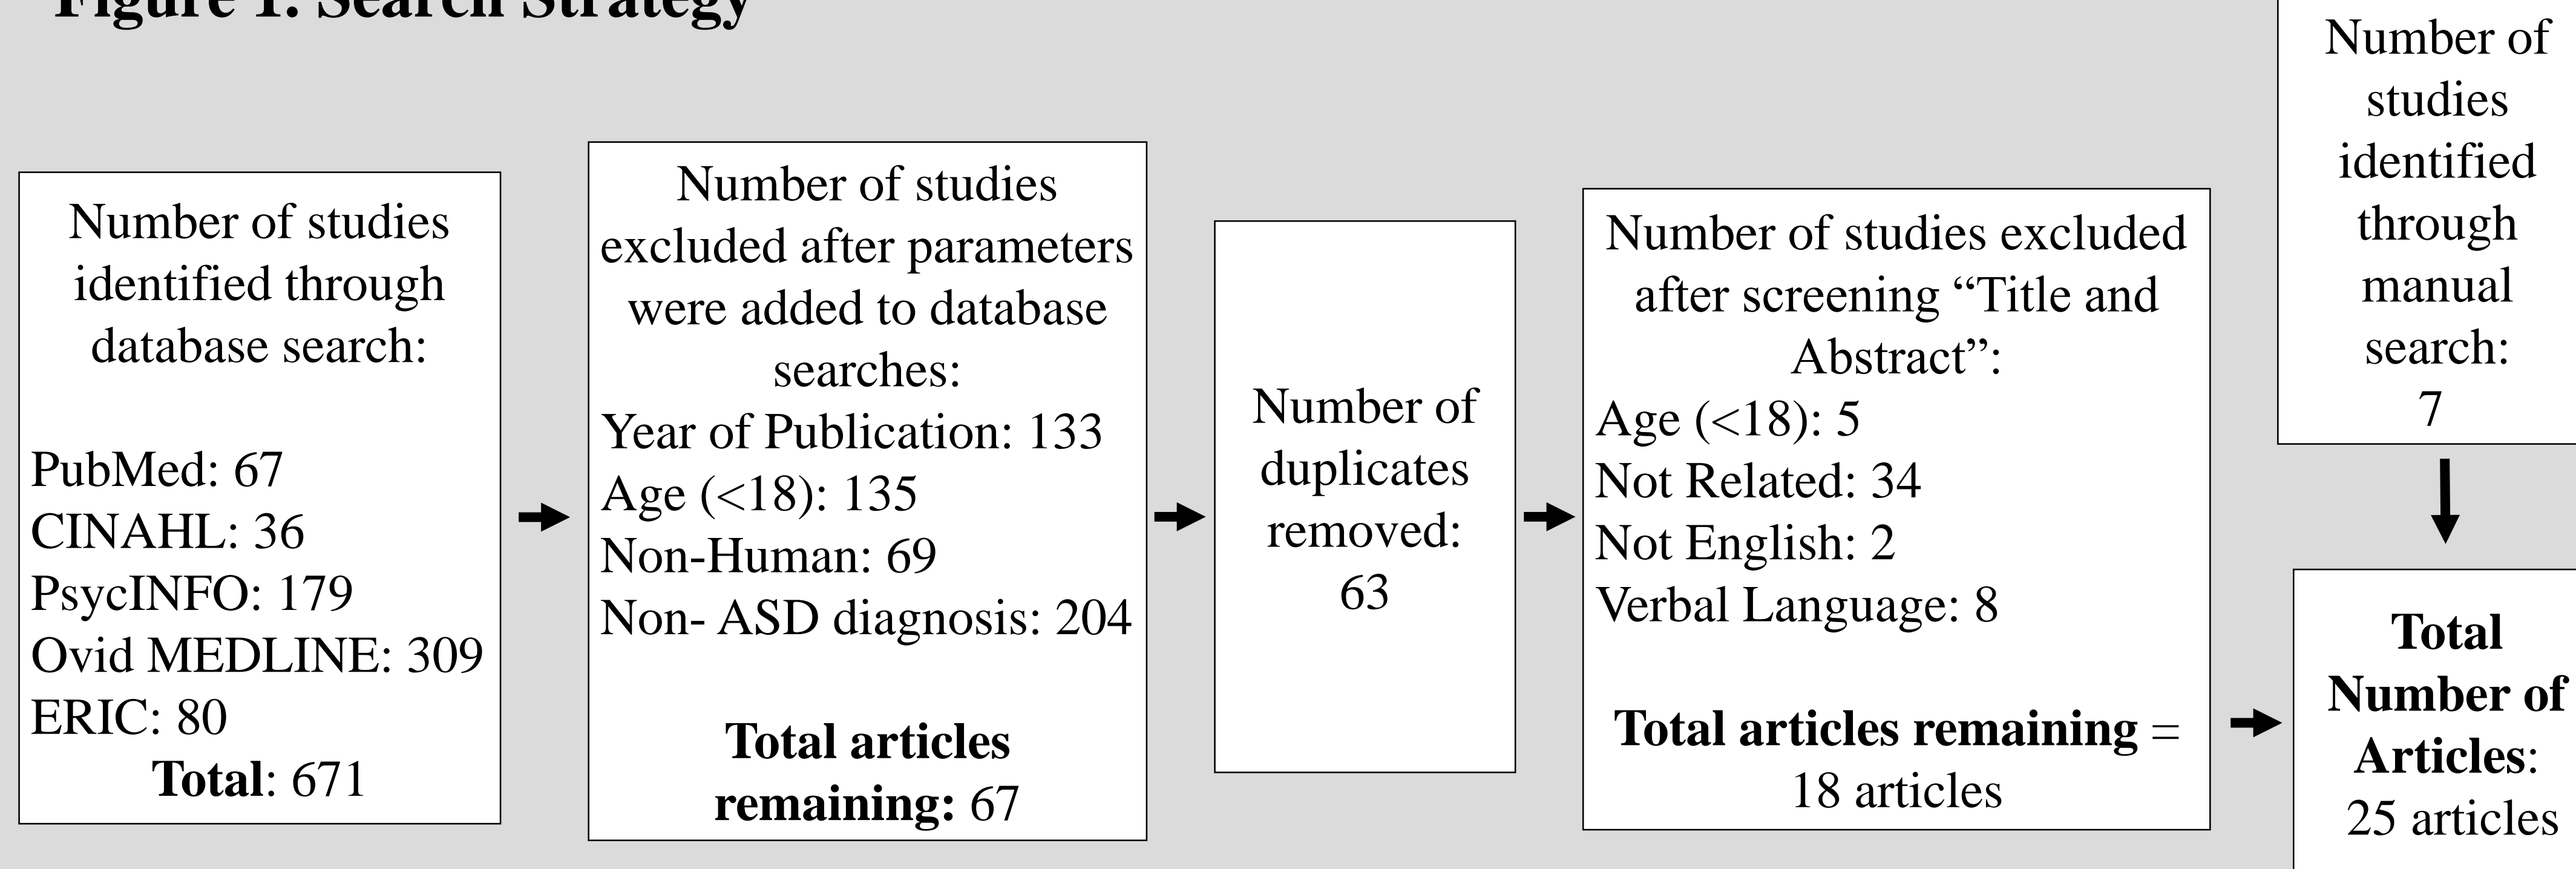 Figure 1. Search Strategy
Number of studies
identified through
database search:
PubMed: 67
CINAHL: 36
PsycINFO: 179
Ovid MEDLINE: 309
ERIC: 80
Total: 671
Number of studies
excluded after parameters
were added to database
searches:
Year of Publication: 133
Age (<18): 135
Non-Human: 69
Non- ASD diagnosis: 204
Total articles
remaining: 67
Number of
duplicates
removed:
63
Number of studies excluded
after screening “Title and
Abstract”:
Age (<18): 5
Not Related: 34
Not English: 2
Verbal Language: 8
Total articles remaining =
18 articles
Number of
studies
identified
through
manual
search:
7
Total
Number of
Articles:
25 articles